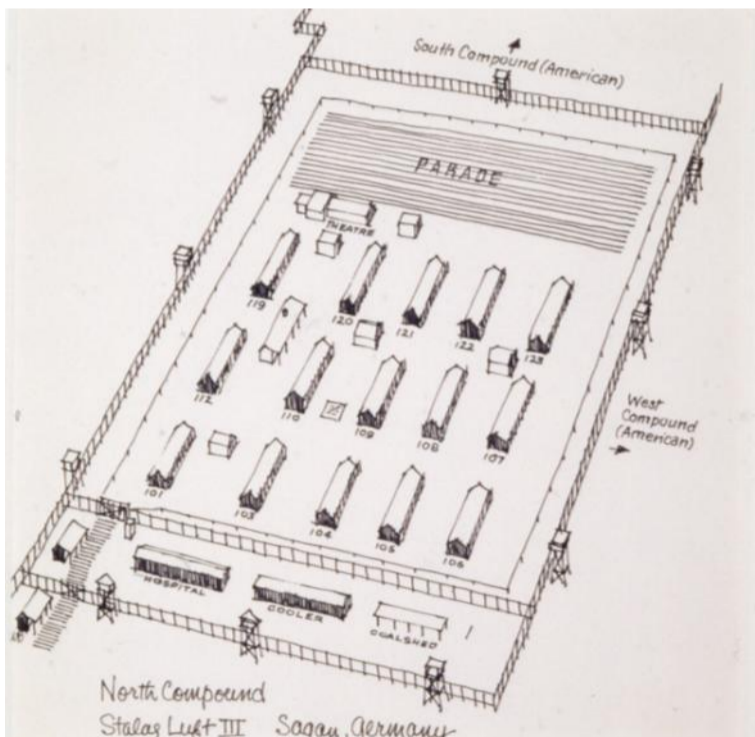 South Compound (American)
PARADE
THEATRE
119
120
121
122
123
West
Compound
(American)
112
110
109
108
107
101
103
104
105
106
HOSPITAL
COOLER
COALSHED
North Compound
Stalag Luft III Sagan, Germany